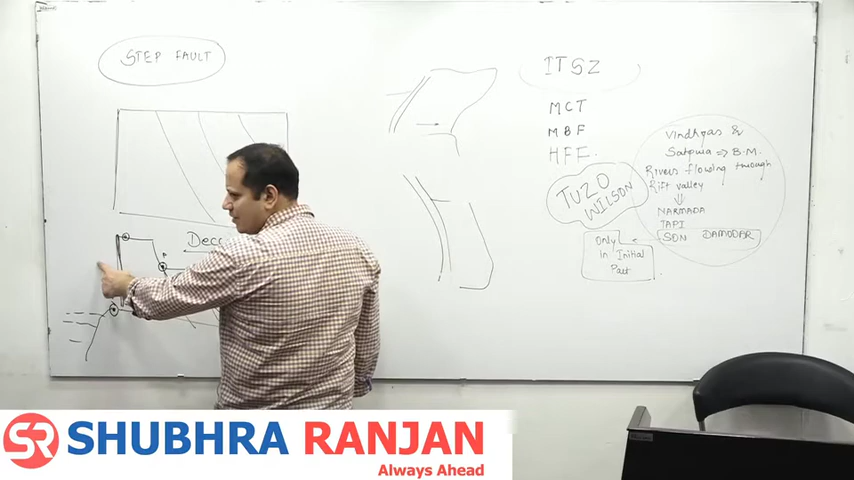 STEP FAULT
ITSZ
MCT
MBF
HFF.
TUZO
WILSON
Vindhyas &
Satpura ⇒ B.M.
Rivers flowing through
Rift valley
⇓
NARMADA
TAPI
SON DAMODAR
Only
In Initial
Part
SR SHUBHRA RANJAN
Always Ahead